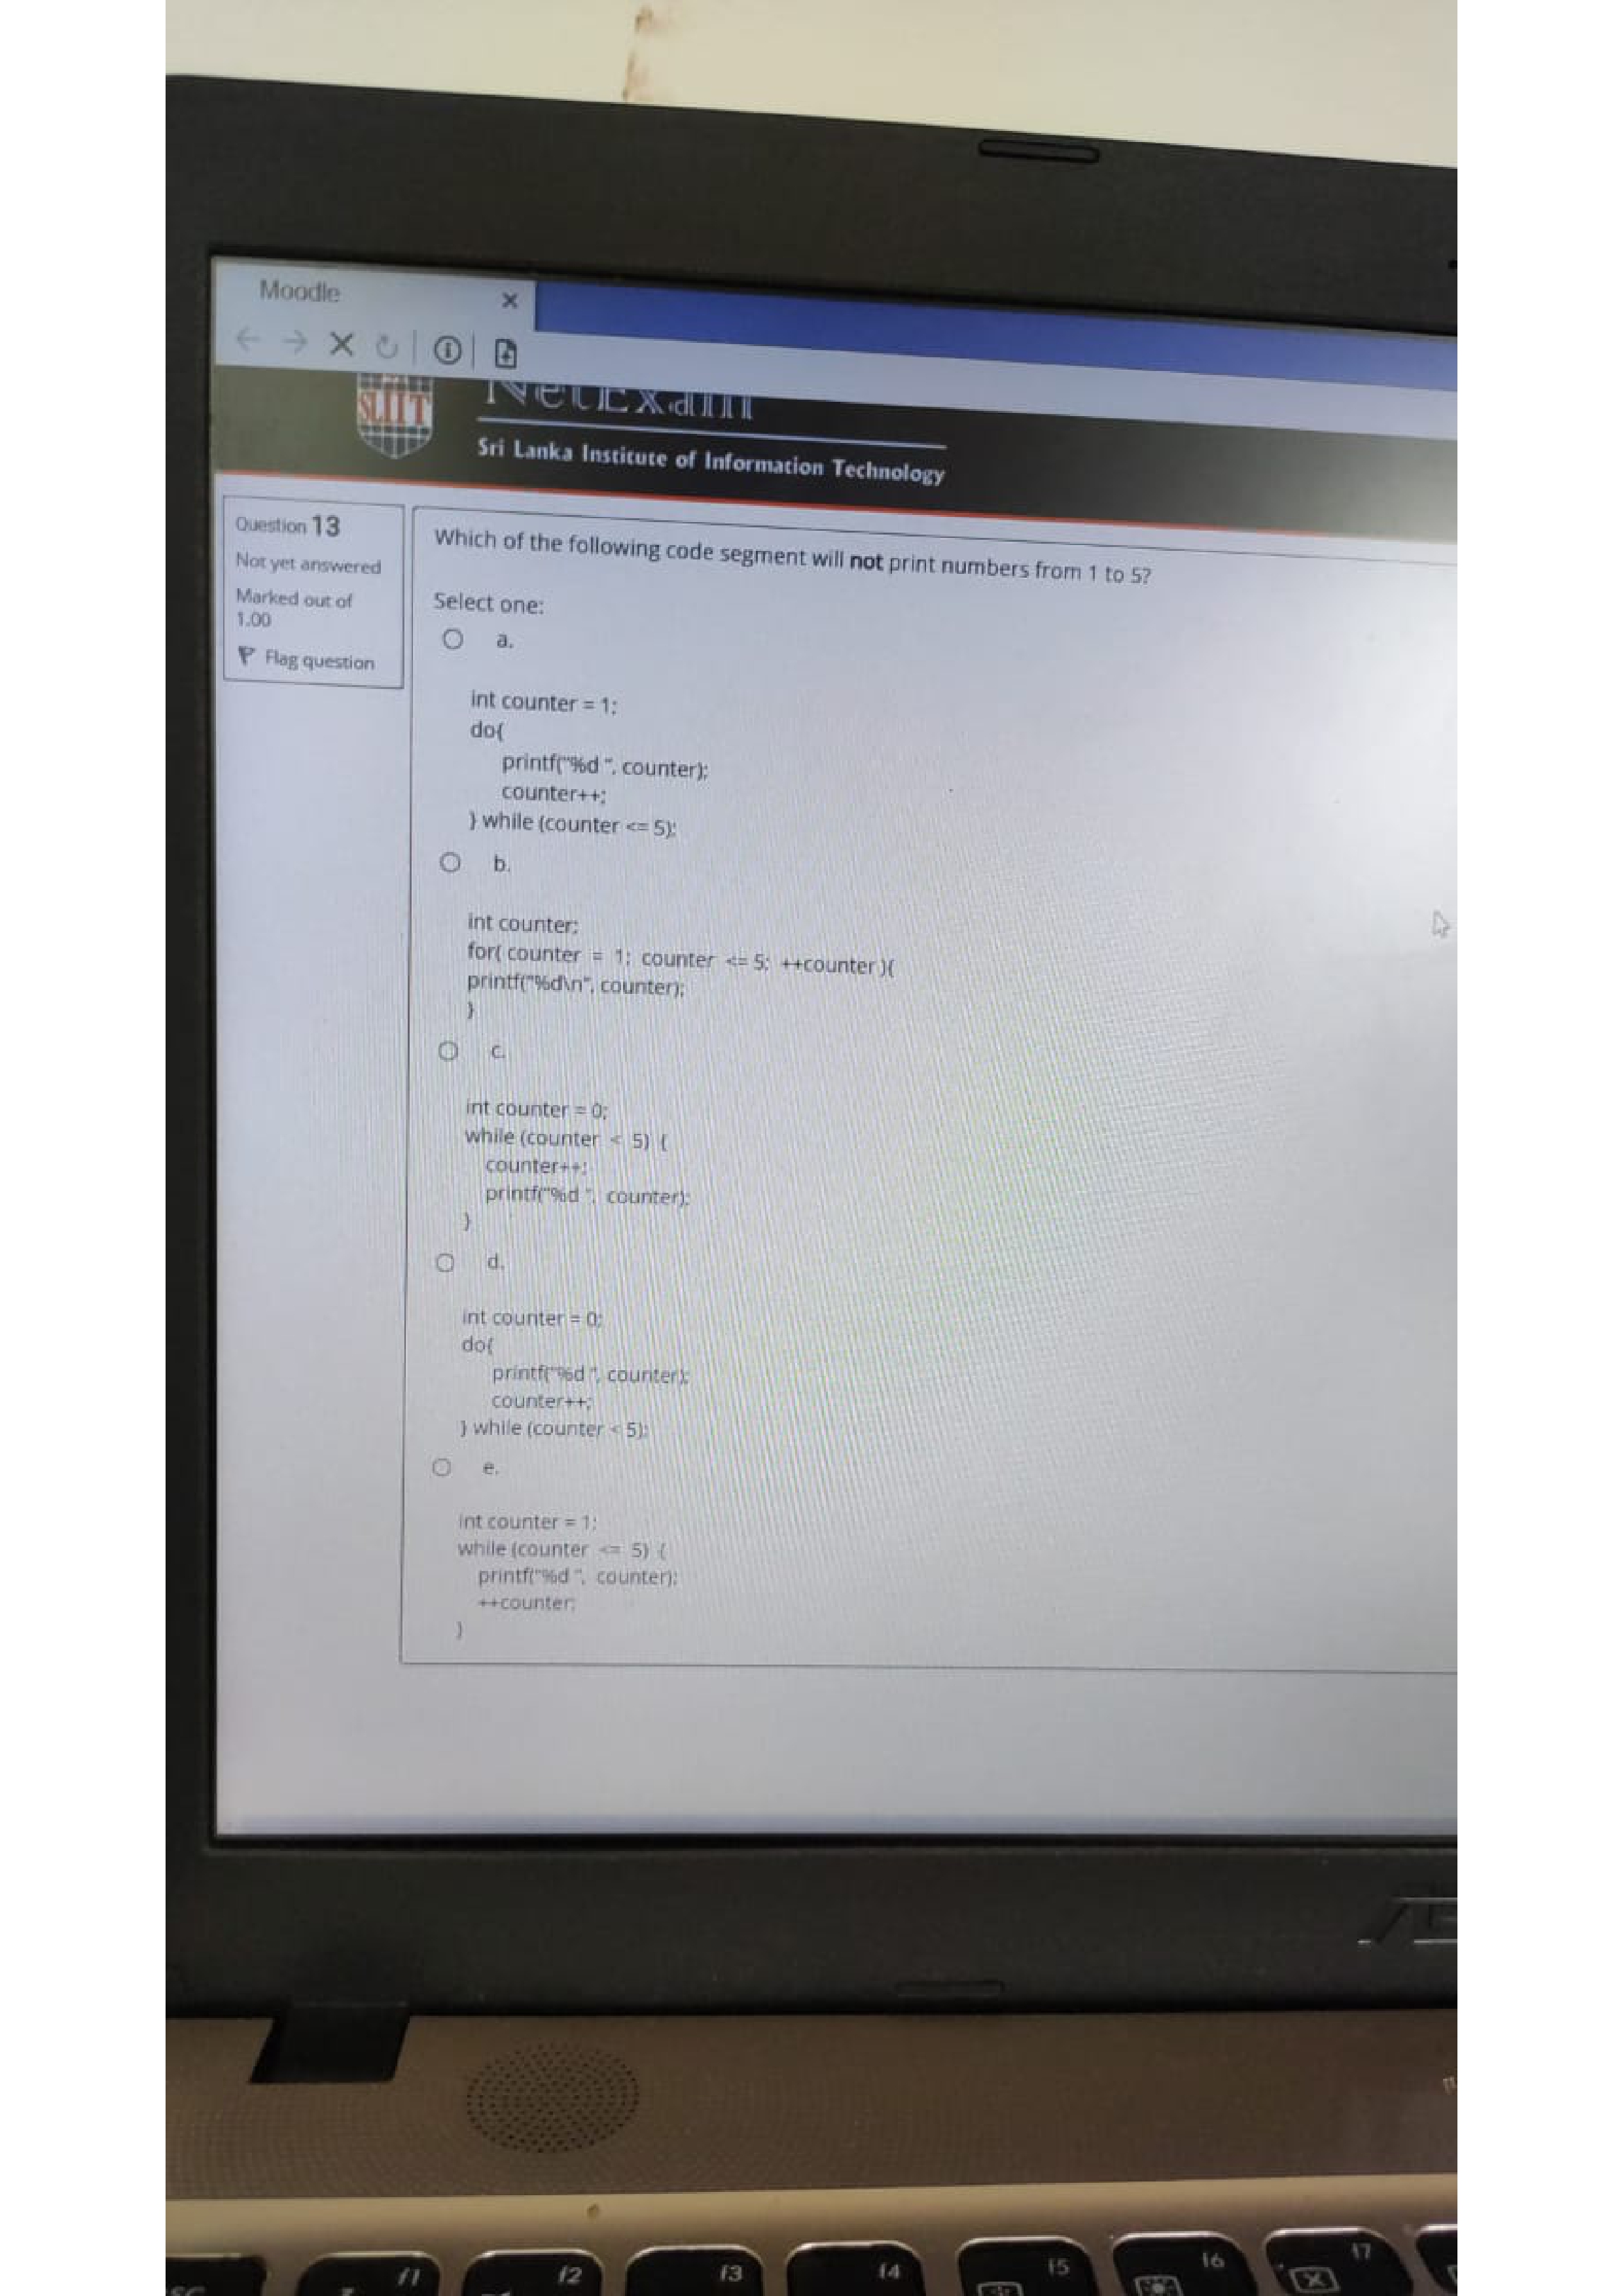 Moodle
SLIIT
NetExam
Sri Lanka Institute of Information Technology
Question 13
Not yet answered
Marked out of
1.00
Flag question
Which of the following code segment will not print numbers from 1 to 5?
Select one:
a.
int counter = 1;
do{
printf("%d ", counter);
counter++;
} while (counter <= 5);
b.
int counter;
for( counter = 1; counter <= 5; ++counter ){
printf("%d\n", counter);
}
c.
int counter = 0;
while (counter < 5) {
counter++;
printf("%d ", counter);
}
d.
int counter = 0;
do{
printf("%d ", counter);
counter++;
} while (counter < 5);
e.
int counter = 1;
while (counter <= 5) {
printf("%d ", counter);
++counter;
}
f1 f2 f3 f4 f5 f6 f7